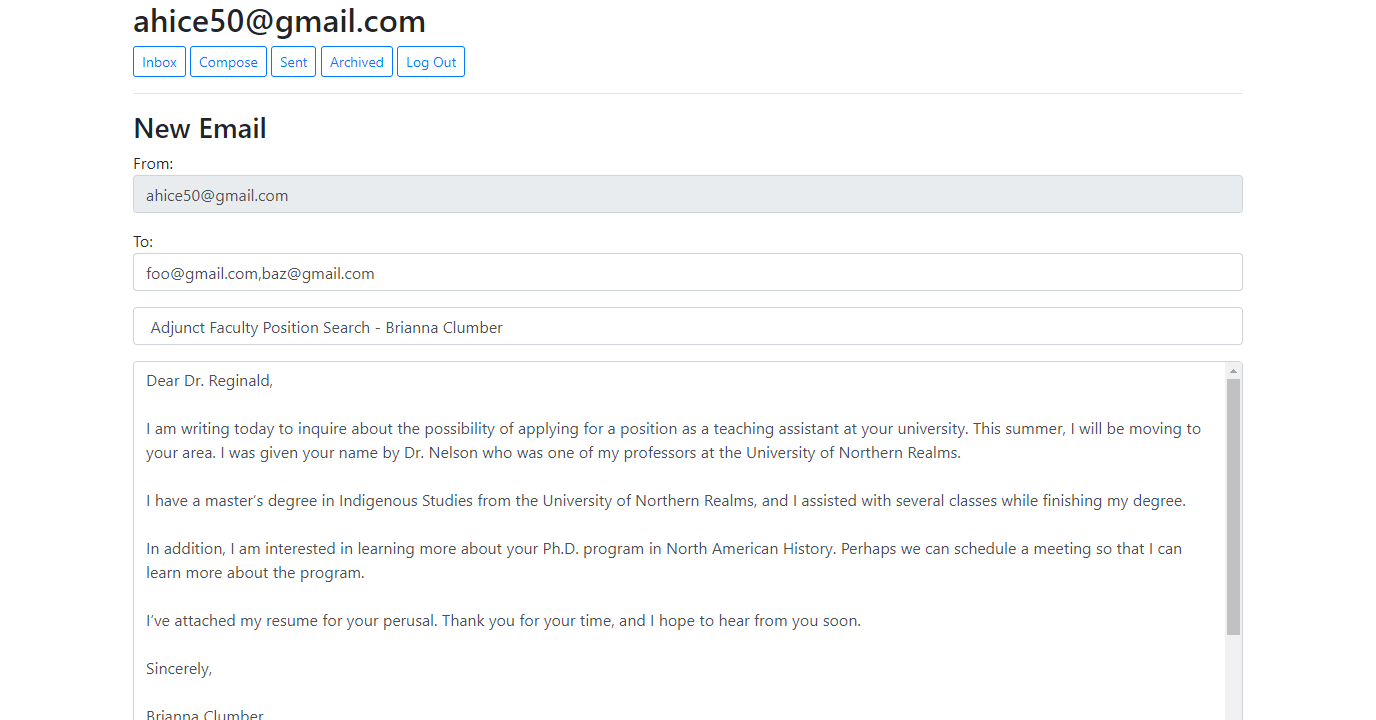 ahice50@gmail.com
Inbox Compose Sent Archived Log Out
New Email
From:
ahice50@gmail.com
To:
foo@gmail.com,baz@gmail.com
Adjunct Faculty Position Search - Brianna Clumber
Dear Dr. Reginald,
I am writing today to inquire about the possibility of applying for a position as a teaching assistant at your university. This summer, I will be moving to
your area. I was given your name by Dr. Nelson who was one of my professors at the University of Northern Realms.
I have a master’s degree in Indigenous Studies from the University of Northern Realms, and I assisted with several classes while finishing my degree.
In addition, I am interested in learning more about your Ph.D. program in North American History. Perhaps we can schedule a meeting so that I can
learn more about the program.
I’ve attached my resume for your perusal. Thank you for your time, and I hope to hear from you soon.
Sincerely,
Brianna Clumber